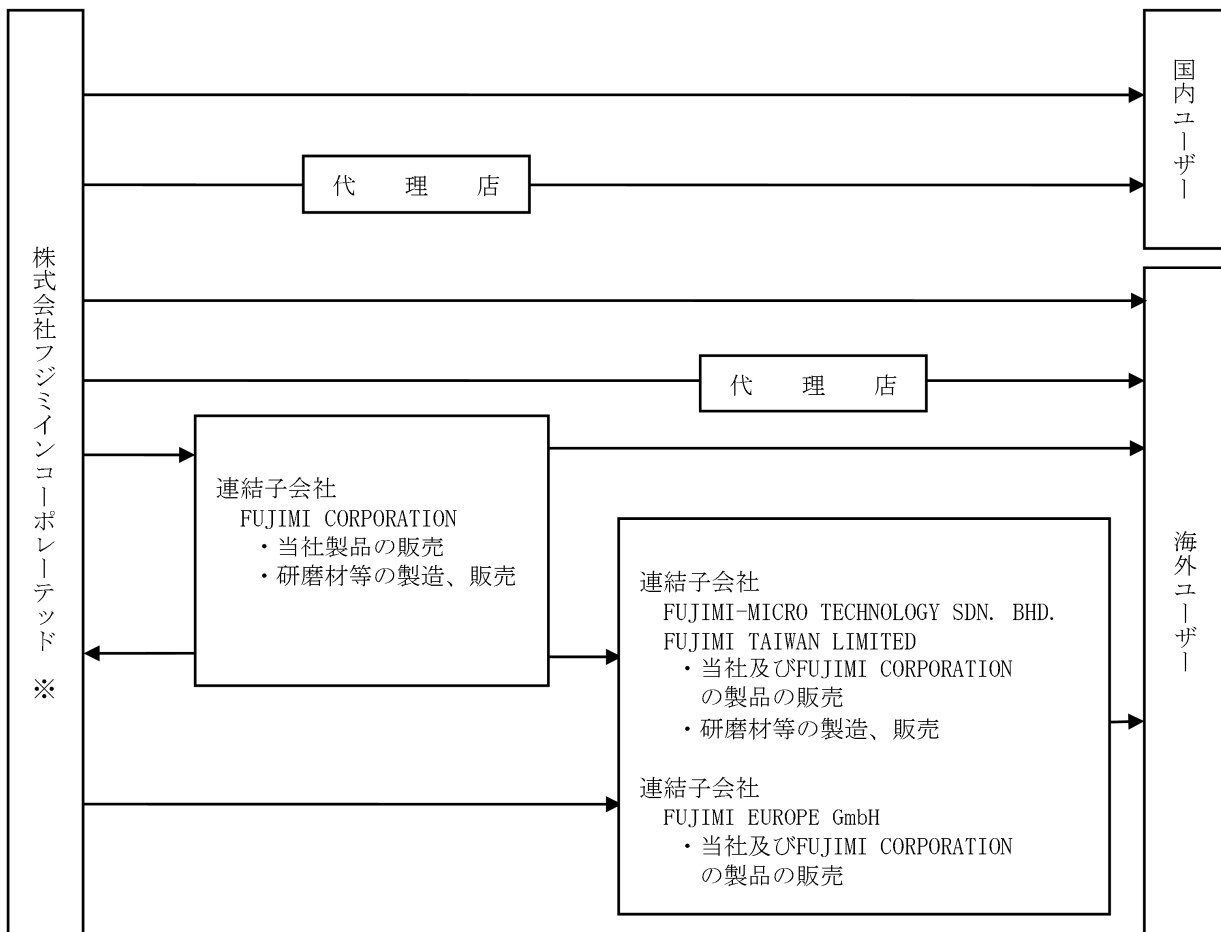 株式会社フジミインコーポレーテッド ※
国内ユーザー
代 理 店
代 理 店
海外ユーザー
連結子会社
FUJIMI CORPORATION
・当社製品の販売
・研磨材等の製造、販売
連結子会社
FUJIMI-MICRO TECHNOLOGY SDN. BHD.
FUJIMI TAIWAN LIMITED
・当社及びFUJIMI CORPORATION
の製品の販売
・研磨材等の製造、販売
連結子会社
FUJIMI EUROPE GmbH
・当社及びFUJIMI CORPORATION
の製品の販売